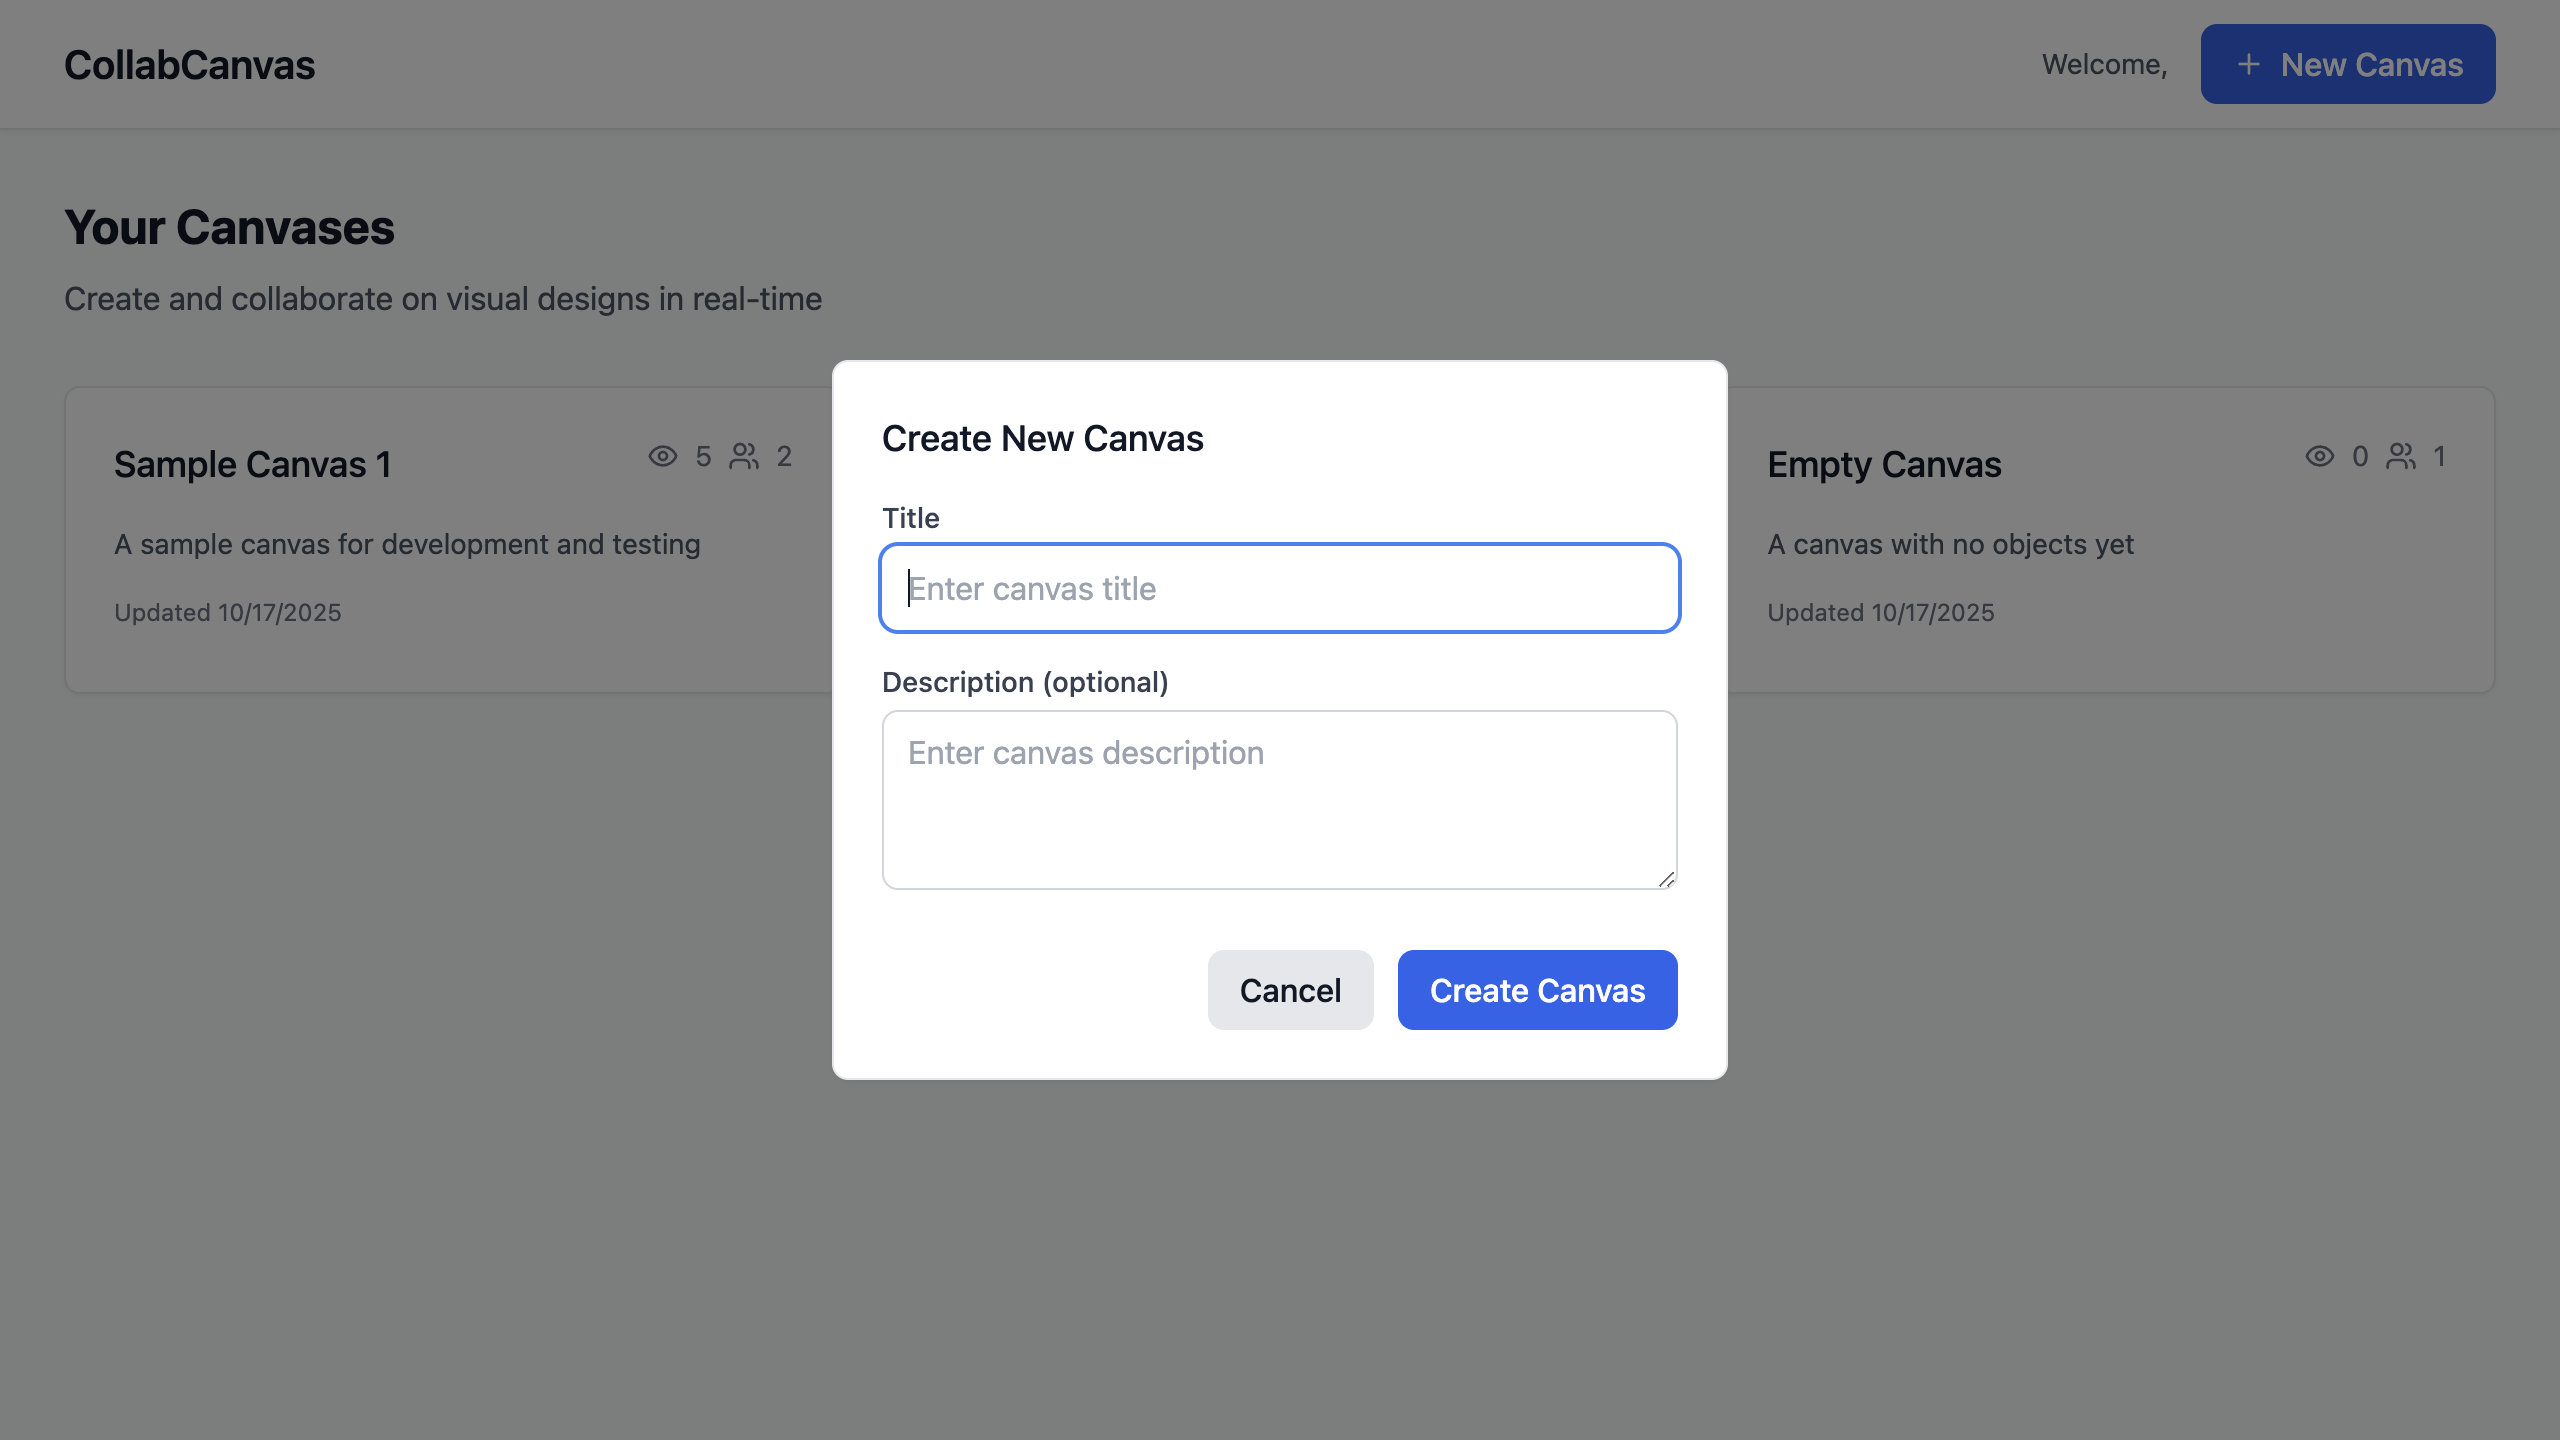 CollabCanvas
Welcome,
+ New Canvas
Your Canvases
Create and collaborate on visual designs in real-time
Sample Canvas 1
5 2
A sample canvas for development and testing
Updated 10/17/2025
Create New Canvas
Title
Enter canvas title
Description (optional)
Enter canvas description
Cancel
Create Canvas
Empty Canvas
0 1
A canvas with no objects yet
Updated 10/17/2025